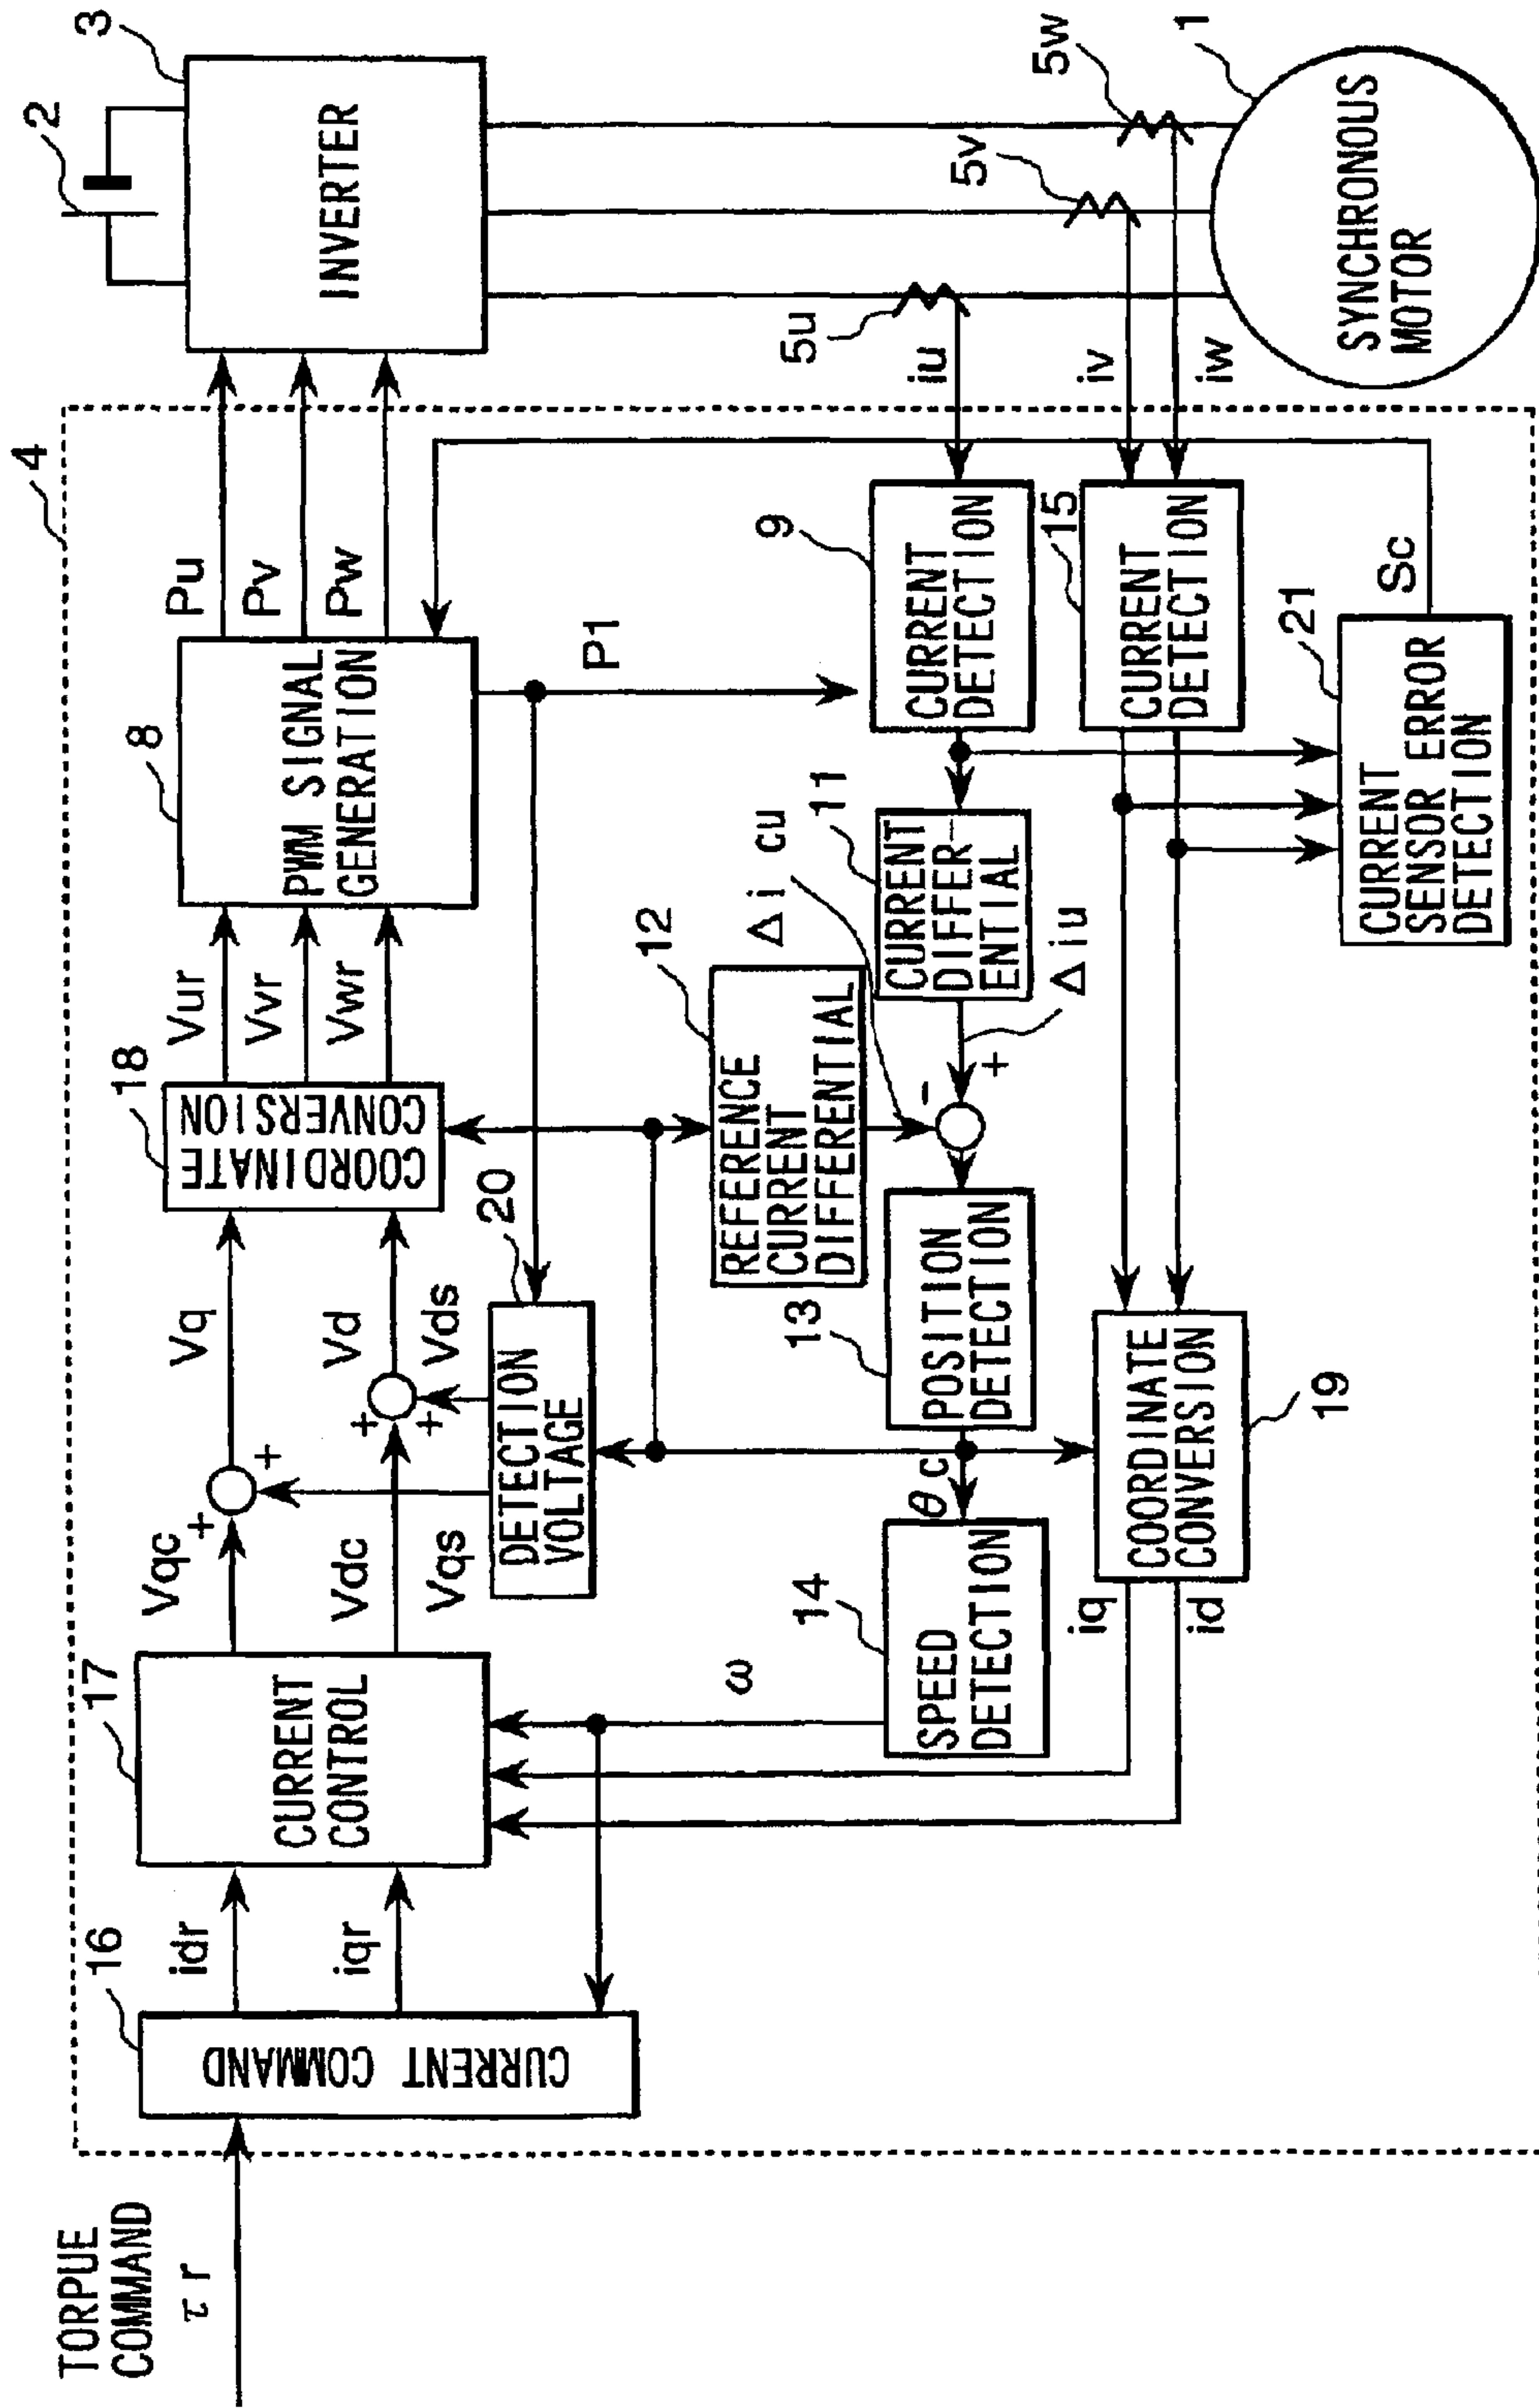 TORPUE
COMMAND
τr
16
CURRENT COMMAND
idr
iqr
17
CURRENT
CONTROL
Vqc
Vdc
Vqs
+
+
Vq
+
+
Vd
Vds
20
DETECTION
VOLTAGE
18
COORDINATE
CONVERSION
Vur
Vvr
Vwr
8
PWM SIGNAL
GENERATION
Pu
Pv
Pw
P1
4
2
3
INVERTER
ω
14
SPEED
DETECTION
θc
13
POSITION
DETECTION
12
REFERENCE
CURRENT
DIFFERENTIAL
Δi cu
-
+
Δiu
11
CURRENT
DIFFER-
ENTIAL
9
CURRENT
DETECTION
15
CURRENT
DETECTION
5u
iu
5v
iv
5w
iw
1
SYNCHRONOUS
MOTOR
iq
id
COORDINATE
CONVERSION
19
21
CURRENT
SENSOR ERROR
DETECTION
Sc